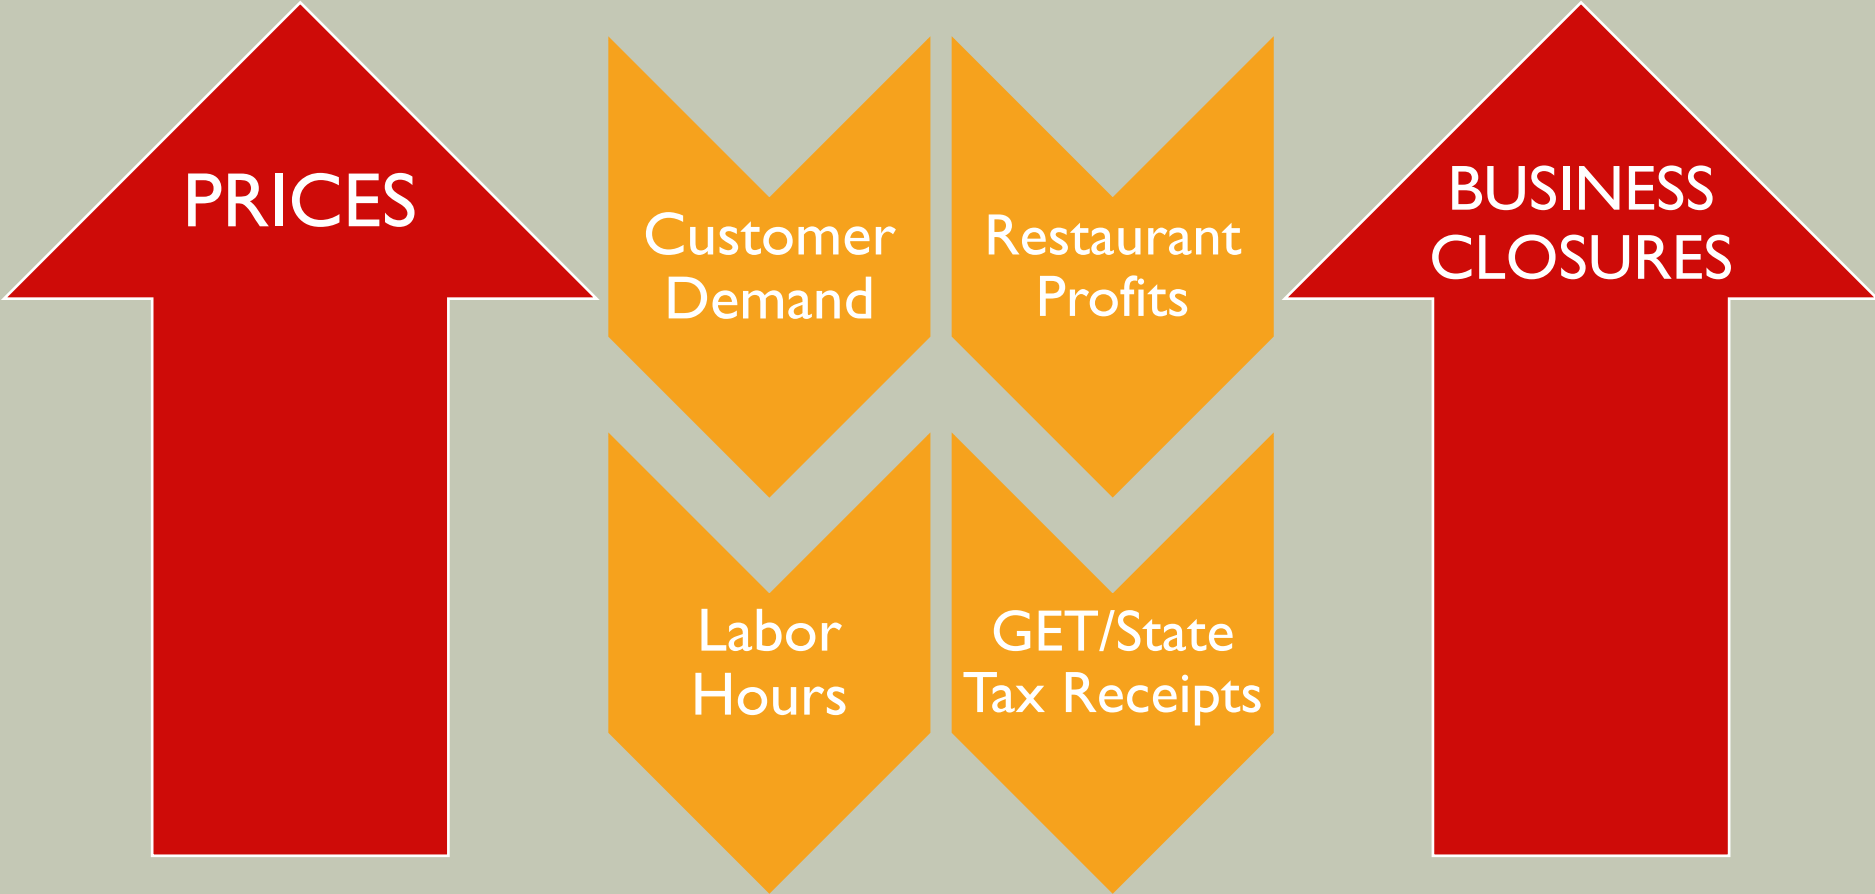 PRICES
Customer
Demand
Restaurant
Profits
Labor
Hours
GET/State
Tax Receipts
BUSINESS
CLOSURES